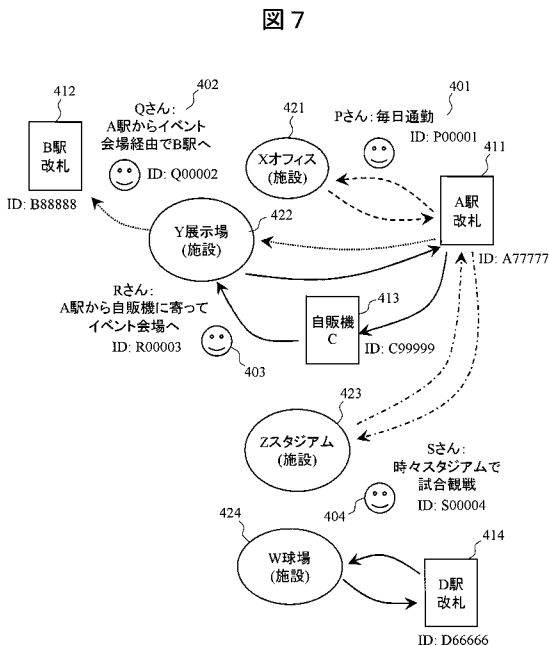 図7
402
Qさん:
A駅からイベント
会場経由でB駅へ
ID: Q00002
412
B駅
改札
ID: B88888
421
Xオフィス
(施設)
401
Pさん:毎日通勤
ID: P00001
411
A駅
改札
ID: A77777
422
Y展示場
(施設)
Rさん:
A駅から自販機に寄って
イベント会場へ
ID: R00003
403
413
自販機
C
ID: C99999
423
Zスタジアム
(施設)
Sさん:
時々スタジアムで
試合観戦
ID: S00004
404
424
W球場
(施設)
414
D駅
改札
ID: D66666